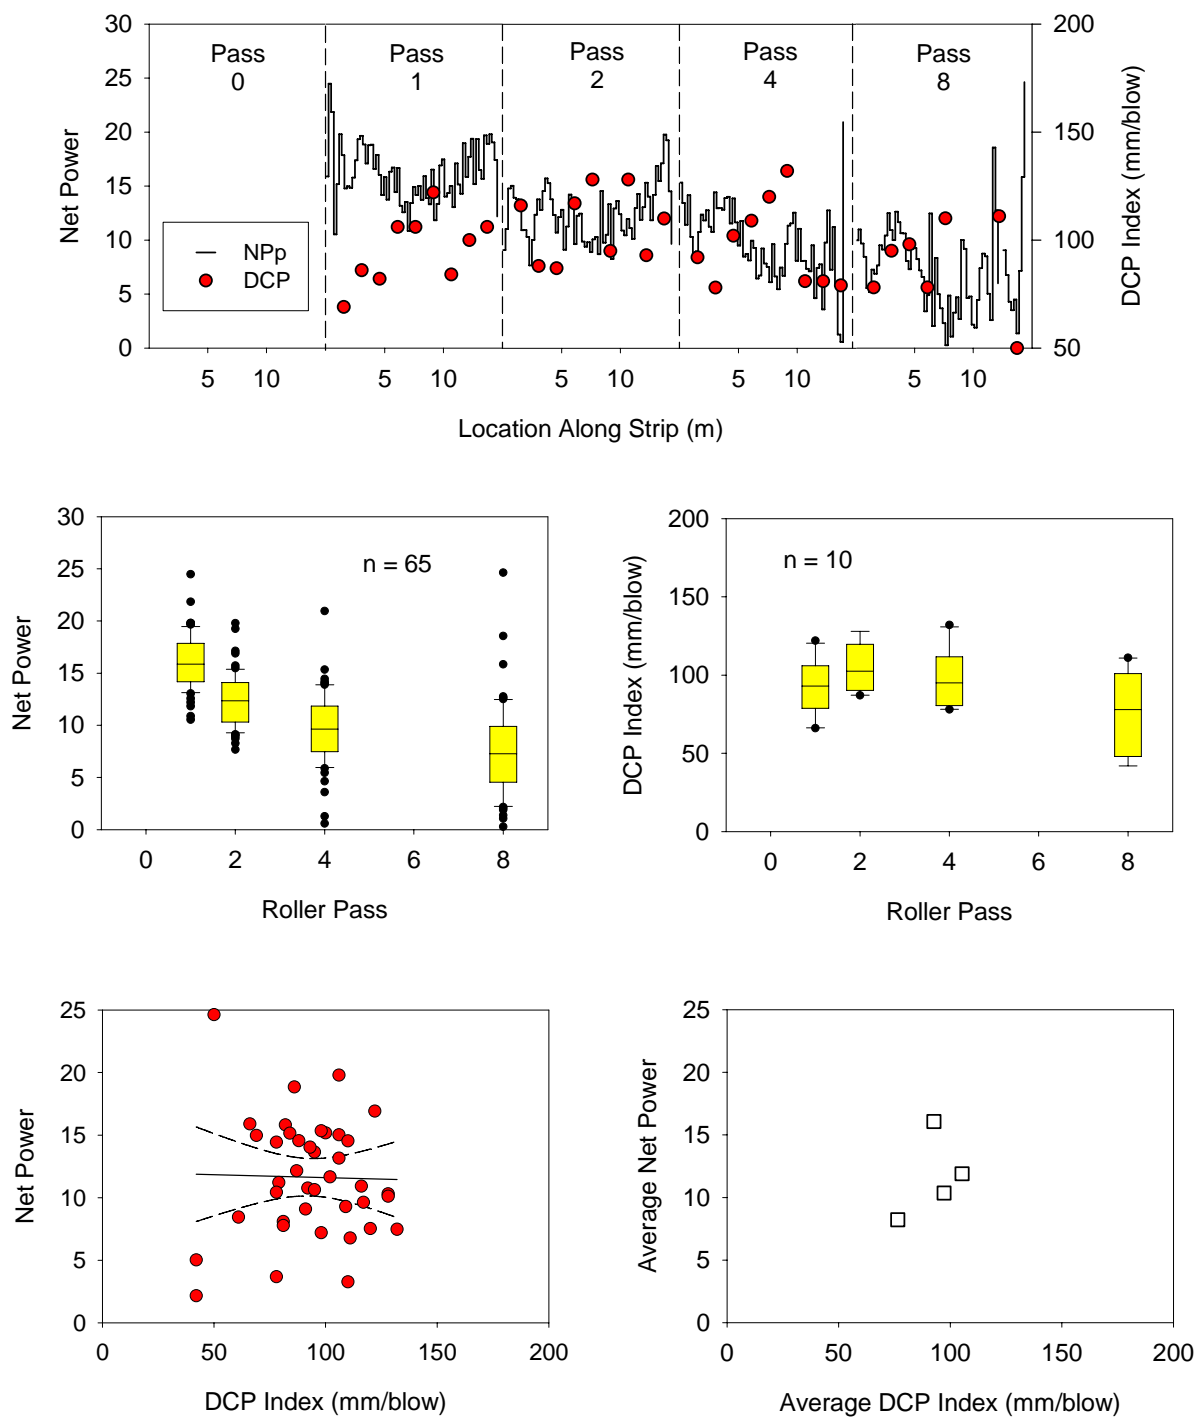 30
25
20
15
10
5
0
Net Power
Pass
0
Pass
1
Pass
2
Pass
4
Pass
8
NPp
DCP
200
150
100
50
DCP Index (mm/blow)
5 10 5 10 5 10 5 10 5 10
Location Along Strip (m)
30
25
20
15
10
5
0
Net Power
n = 65
0 2 4 6 8
Roller Pass
200
150
100
50
0
DCP Index (mm/blow)
n = 10
0 2 4 6 8
Roller Pass
25
20
15
10
5
0
Net Power
0 50 100 150 200
DCP Index (mm/blow)
25
20
15
10
5
0
Average Net Power
0 50 100 150 200
Average DCP Index (mm/blow)